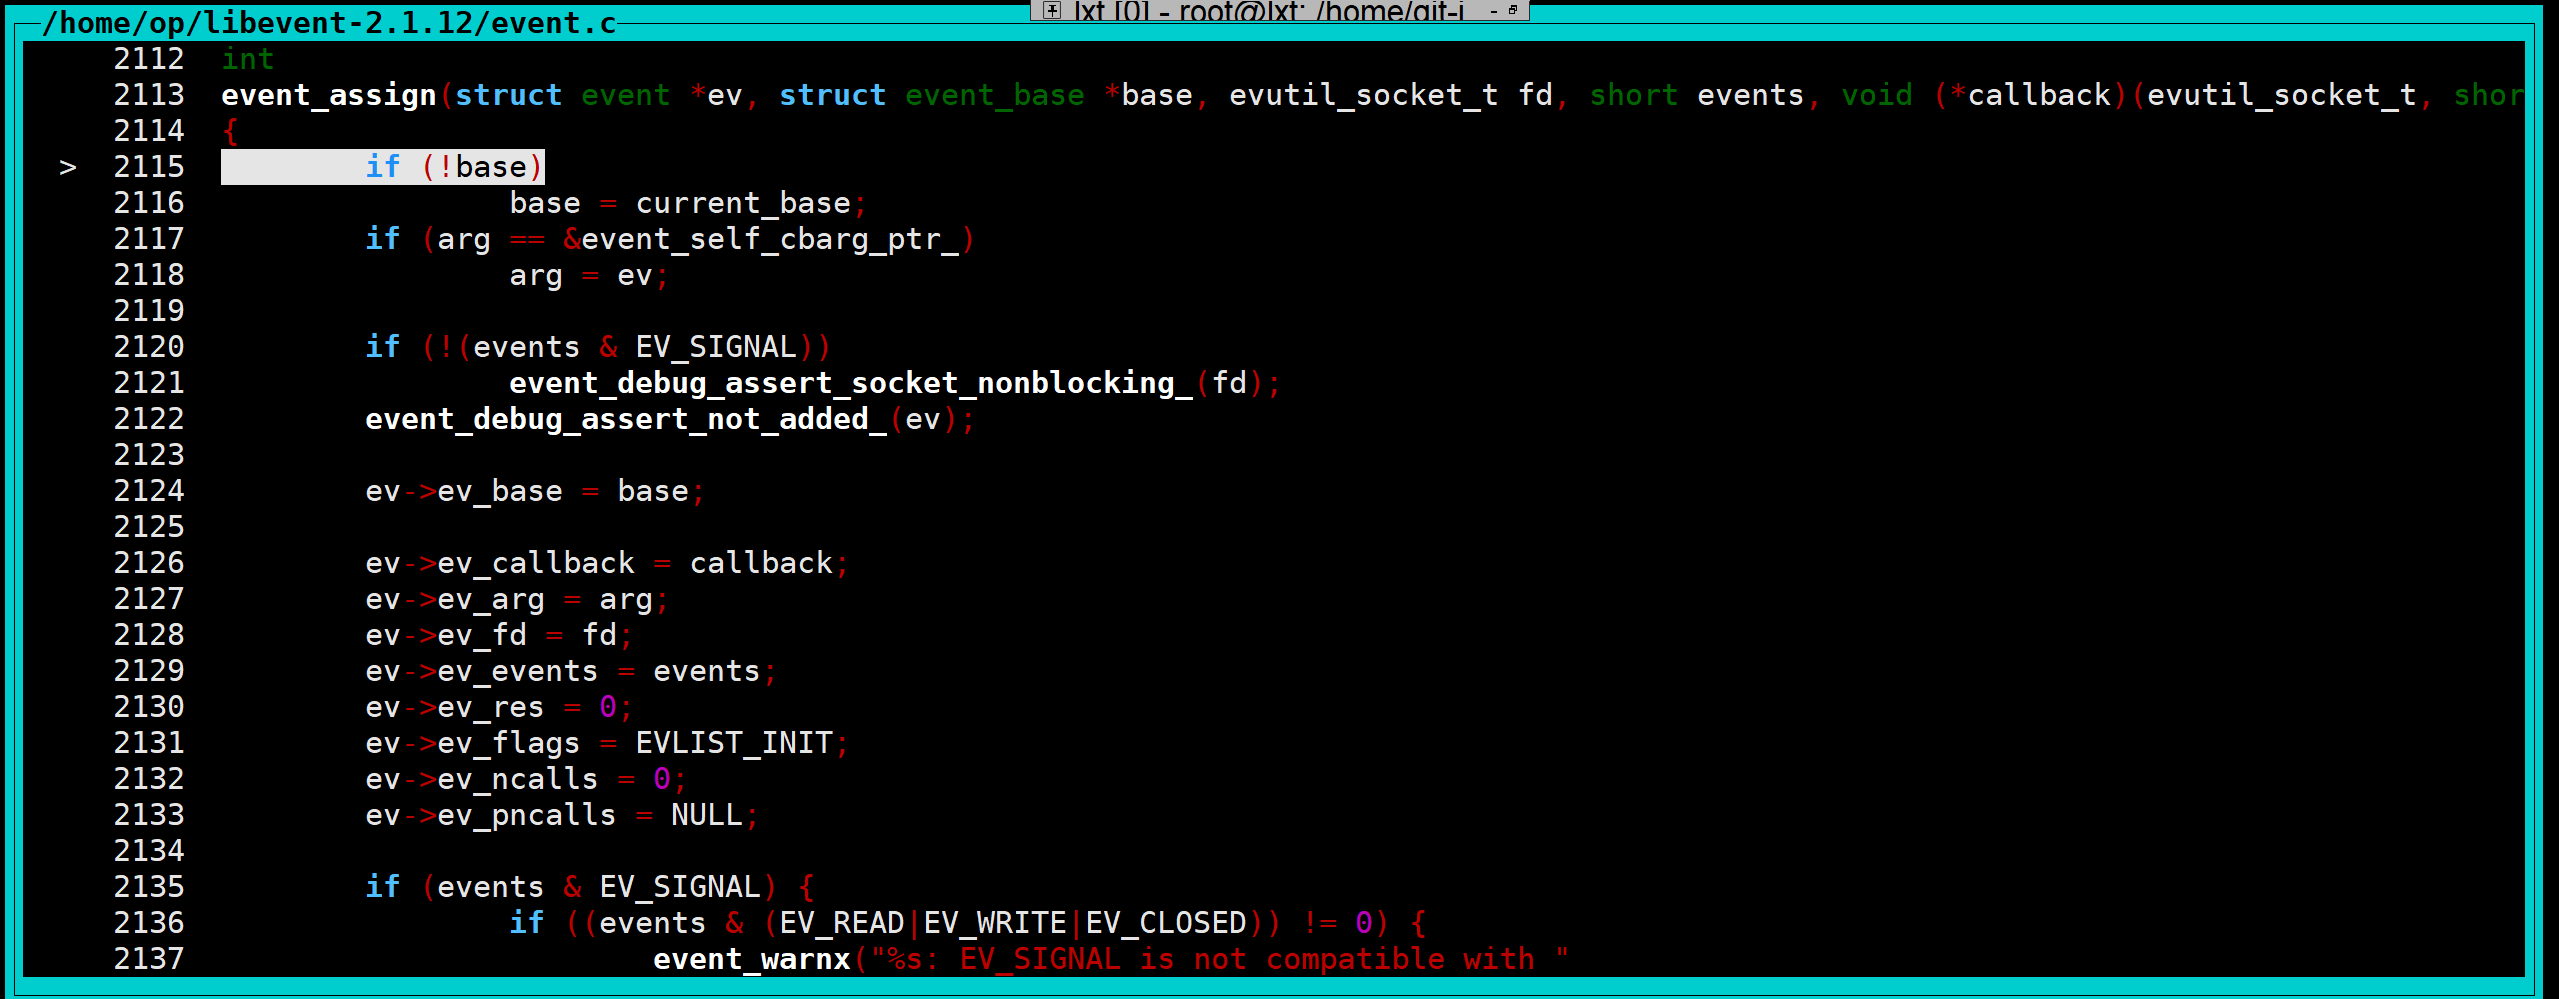 lxt [0] - root@lxt: /home/git-i
/home/op/libevent-2.1.12/event.c
2112 int
2113 event_assign(struct event *ev, struct event_base *base, evutil_socket_t fd, short events, void (*callback)(evutil_socket_t, shor
2114 {
> 2115 if (!base)
2116 base = current_base;
2117 if (arg == &event_self_cbarg_ptr_)
2118 arg = ev;
2119
2120 if (!(events & EV_SIGNAL))
2121 event_debug_assert_socket_nonblocking_(fd);
2122 event_debug_assert_not_added_(ev);
2123
2124 ev->ev_base = base;
2125
2126 ev->ev_callback = callback;
2127 ev->ev_arg = arg;
2128 ev->ev_fd = fd;
2129 ev->ev_events = events;
2130 ev->ev_res = 0;
2131 ev->ev_flags = EVLIST_INIT;
2132 ev->ev_ncalls = 0;
2133 ev->ev_pncalls = NULL;
2134
2135 if (events & EV_SIGNAL) {
2136 if ((events & (EV_READ|EV_WRITE|EV_CLOSED)) != 0) {
2137 event_warnx("%s: EV_SIGNAL is not compatible with "